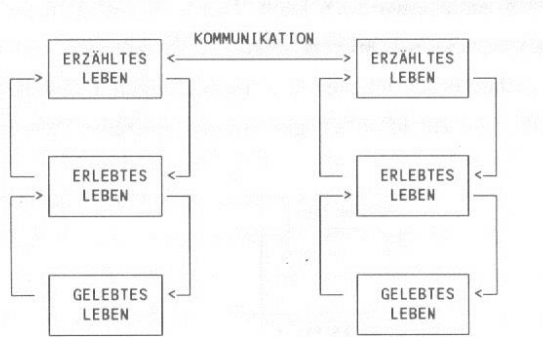 KOMMUNIKATION
ERZÄHLTES
LEBEN
ERZÄHLTES
LEBEN
ERLEBTES
LEBEN
ERLEBTES
LEBEN
GELEBTES
LEBEN
GELEBTES
LEBEN